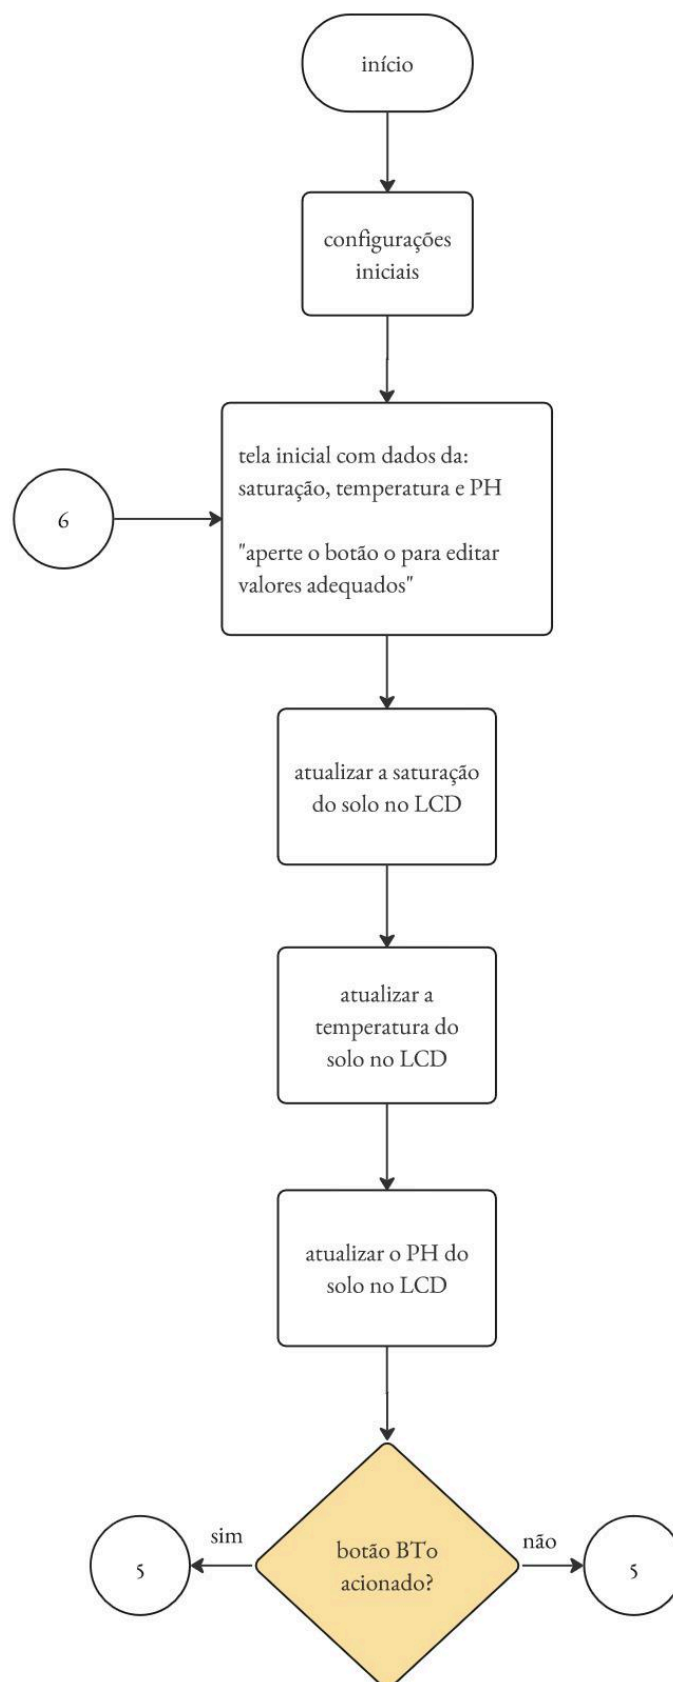 início
configurações
iniciais
tela inicial com dados da:
saturação, temperatura e PH
6
"aperte o botão 0 para editar
valores adequados"
atualizar a saturação
do solo no LCD
atualizar a
temperatura do
solo no LCD
atualizar o PH do
solo no LCD
sim
não
5
botão BT0
acionado?
5